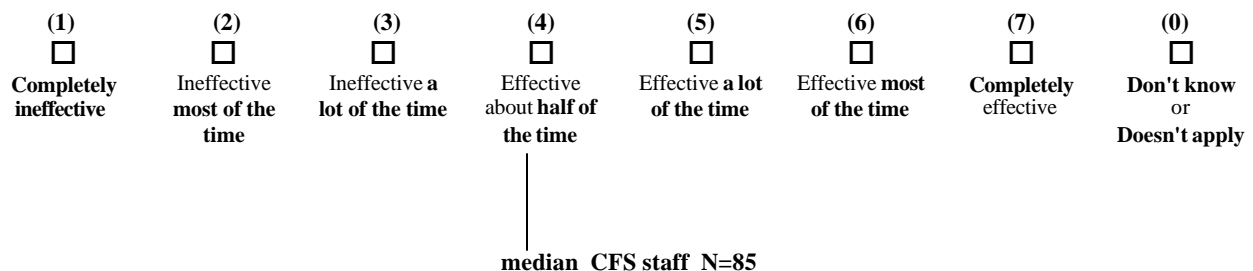 (1) (2) (3) (4) (5) (6) (7) (0)
Completely Ineffective Ineffective a Effective Effective a lot Effective most Completely Don't know
ineffective most of the lot of the time about half of of the time of the time effective or
time the time Doesn't apply
median CFS staff N=85